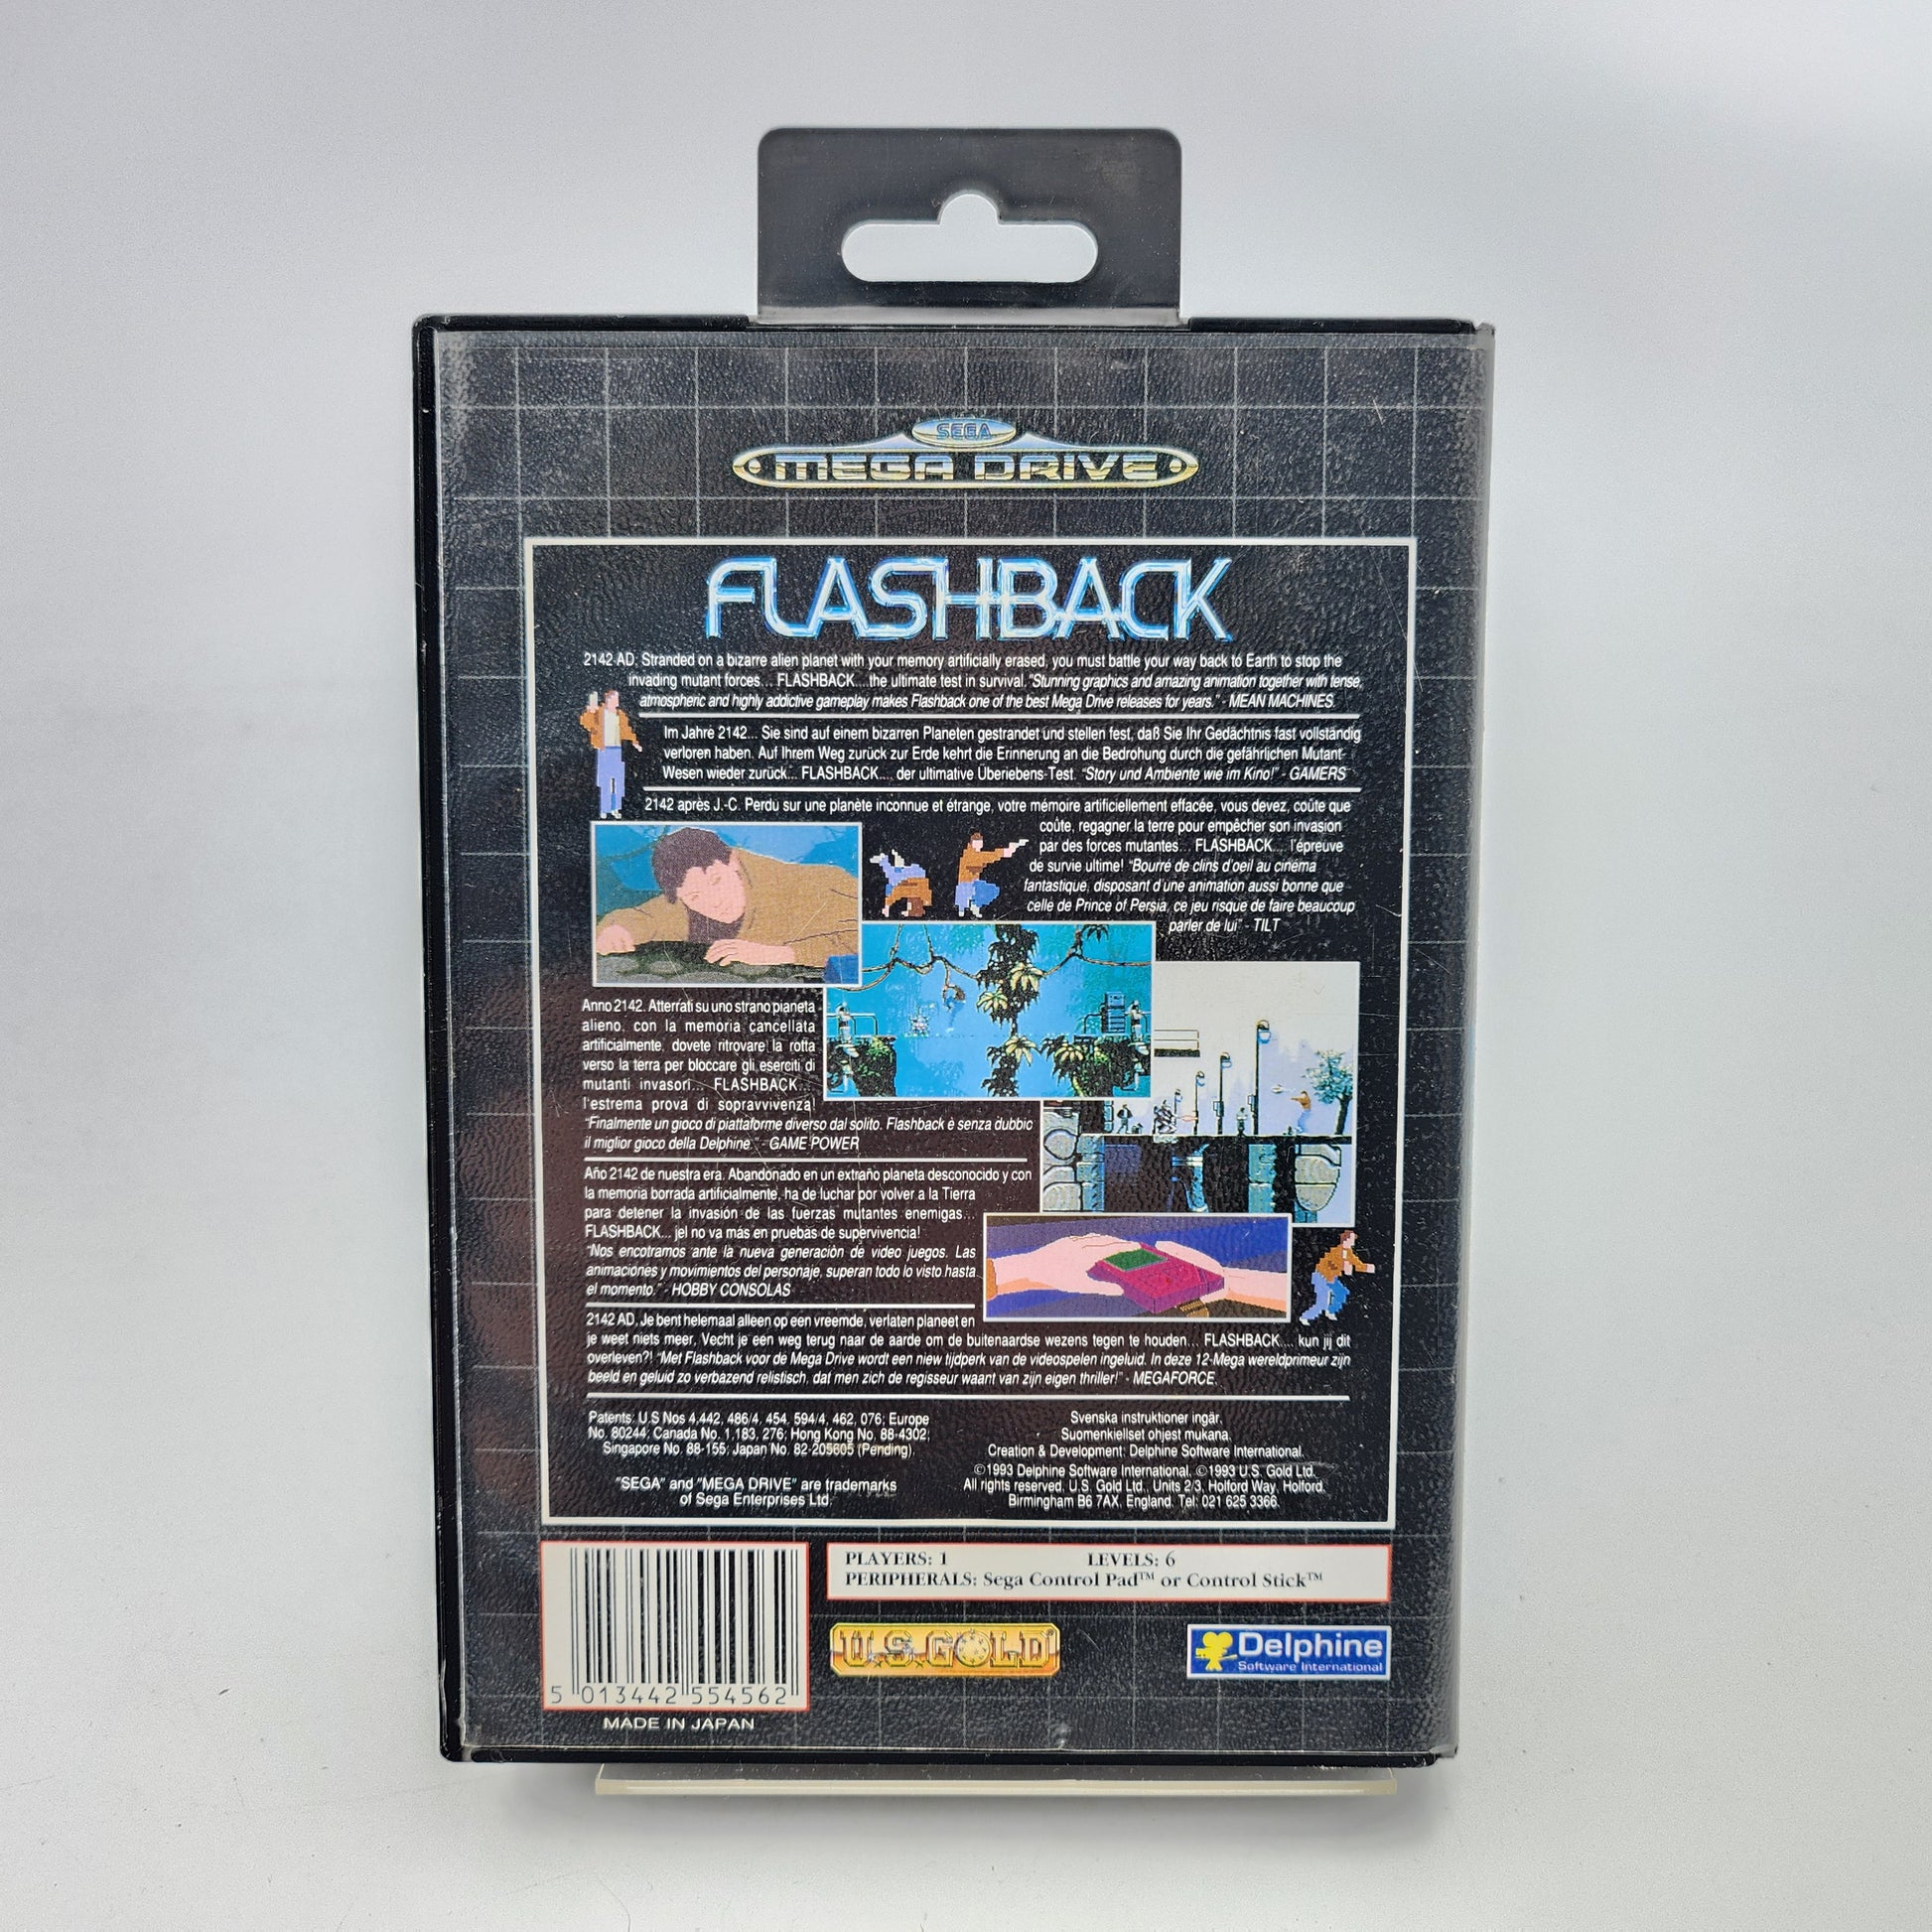 SEGA
MEGA DRIVE
FLASHBACK
2142 AD. Stranded on a bizarre alien planet with your memory artificially erased, you must battle your way back to Earth to stop the
invading mutant forces... FLASHBACK....the ultimate test in survival. "Stunning graphics and amazing animation together with tense,
atmospheric and highly addictive gameplay makes Flashback one of the best Mega Drive releases for years." - MEAN MACHINES.
Im Jahre 2142... Sie sind auf einem bizarren Planeten gestrandet und stellen fest, daß Sie Ihr Gedächtnis fast vollständig
verloren haben. Auf Ihrem Weg zurück zur Erde kehrt die Erinnerung an die Bedrohung durch die gefährlichen Mutant-
Wesen wieder zurück... FLASHBACK.... der ultimative Überiebens-Test. "Story und Ambiente wie im Kino!" - GAMERS
2142 après J.-C. Perdu sur une planète inconnue et étrange, votre mémoire artificiellement effacée, vous devez, coûte que
coûte, regagner la terre pour empêcher son invasion
par des forces mutantes... FLASHBACK.... l'épreuve
de survie ultime! "Bourré de clins d'oeil au cinéma
fantastique, disposant d'une animation aussi bonne que
celle de Prince of Persia, ce jeu risque de faire beaucoup
parler de lui" - TILT
Anno 2142. Atterrati su uno strano pianeta
alieno, con la memoria cancellata
artificialmente, dovete ritrovare la rotta
verso la terra per bloccare gli eserciti di
mutanti invasori... FLASHBACK....
l'estrema prova di sopravvivenza!
"Finalmente un gioco di piattaforme diverso dal solito. Flashback è senza dubbio
il miglior gioco della Delphine." - GAME POWER
Año 2142 de nuestra era. Abandonado en un extraño planeta desconocido y con
la memoria borrada artificialmente, ha de luchar por volver a la Tierra
para detener la invasión de las fuerzas mutantes enemigas...
FLASHBACK... ¡el no va más en pruebas de supervivencia!
"Nos encotramos ante la nueva generación de video juegos. Las
animaciones y movimientos del personaje, superan todo lo visto hasta
el momento." - HOBBY CONSOLAS
2142 AD. Je bent helemaal alleen op een vreemde, verlaten planeet en
je weet niets meer. Vecht je een weg terug naar de aarde om de buitenaardse wezens tegen te houden... FLASHBACK.... kun jij dit
overleven?! "Met Flashback voor de Mega Drive wordt een new tijdperk van de videospelen ingeluid. In deze 12-Mega wereldprimeur zijn
beeld en geluid zo verbazend relistisch, dat men zich de regisseur waant van zijn eigen thriller!" - MEGAFORCE.
Patents: U.S Nos 4,442, 486/4, 454, 594/4, 462, 076; Europe
No. 80244; Canada No. 1,183, 276; Hong Kong No. 88-4302;
Singapore No. 88-155; Japan No. 82-205605 (Pending).
"SEGA" and "MEGA DRIVE" are trademarks
of Sega Enterprises Ltd.
Svenska instruktioner ingår.
Suomenkieliset ohjest mukana.
Creation & Development: Delphine Software International.
©1993 Delphine Software International. ©1993 U.S. Gold Ltd.
All rights reserved. U.S. Gold Ltd., Units 2/3, Holford Way, Holford,
Birmingham B6 7AX, England. Tel: 021 625 3366.
PLAYERS: 1 LEVELS: 6
PERIPHERALS: Sega Control Pad™ or Control Stick™
5 013442 554562
MADE IN JAPAN
U.S. GOLD
Delphine
Software International